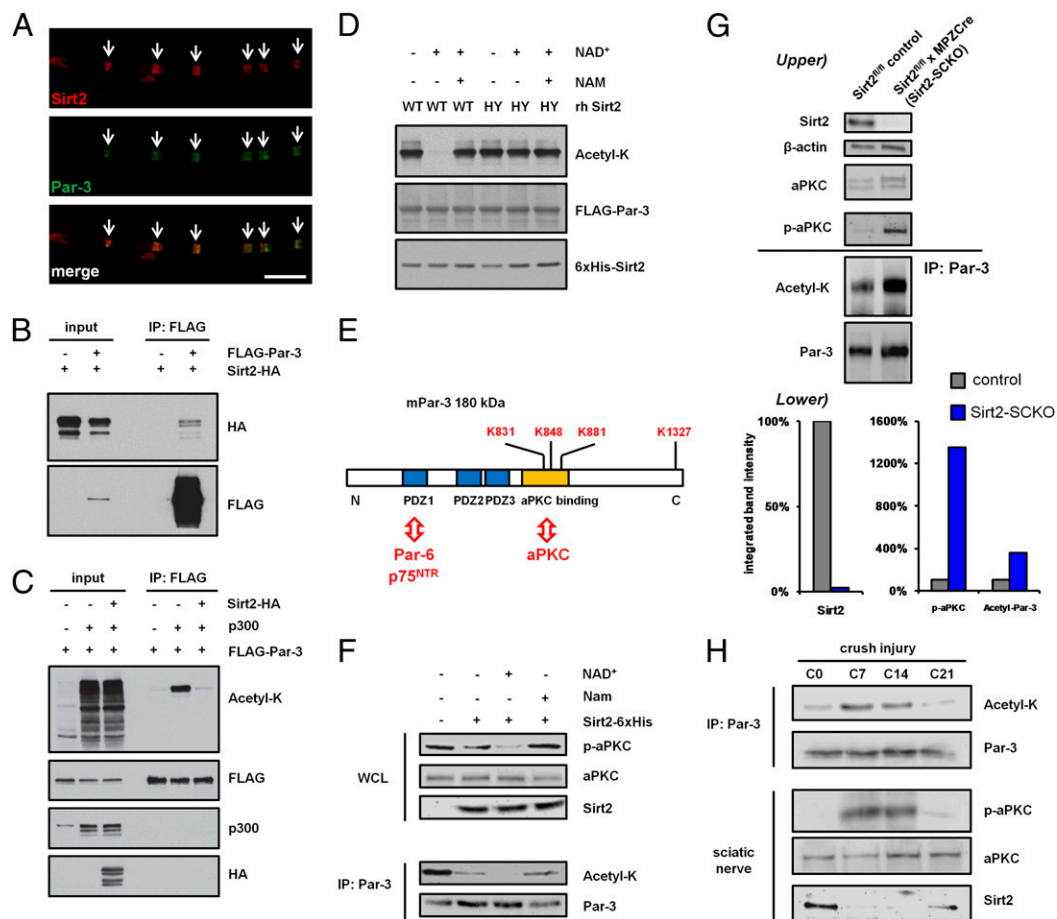 A
Sirt2
Par-3
merge
B
input IP: FLAG
- + - + FLAG-Par-3
+ + + + Sirt2-HA
HA
FLAG
C
input IP: FLAG
- - + - - + Sirt2-HA
- + + - + + p300
+ + + + + + FLAG-Par-3
Acetyl-K
FLAG
p300
HA
D
- + + - + + NAD⁺
- - + - - + NAM
WT WT WT HY HY HY rh Sirt2
Acetyl-K
FLAG-Par-3
6xHis-Sirt2
E
mPar-3 180 kDa
K831 K848 K881 K1327
N PDZ1 PDZ2 PDZ3 aPKC binding C
Par-6 aPKC
p75ᴺᵀᴿ
F
- - + - NAD⁺
- - - + Nam
- + + + Sirt2-6xHis
WCL
p-aPKC
aPKC
Sirt2
IP: Par-3
Acetyl-K
Par-3
G
Upper)
Sirt2ᶠˡ/ᶠˡ control
Sirt2ᶠˡ/ᶠˡ x MPZCre
(Sirt2-SCKO)
Sirt2
β-actin
aPKC
p-aPKC
IP: Par-3
Acetyl-K
Par-3
Lower)
control
Sirt2-SCKO
integrated band intensity
100%
50%
0%
Sirt2
1600%
1200%
800%
400%
0%
p-aPKC Acetyl-Par-3
H
crush injury
C0 C7 C14 C21
IP: Par-3
Acetyl-K
Par-3
sciatic
nerve
p-aPKC
aPKC
Sirt2